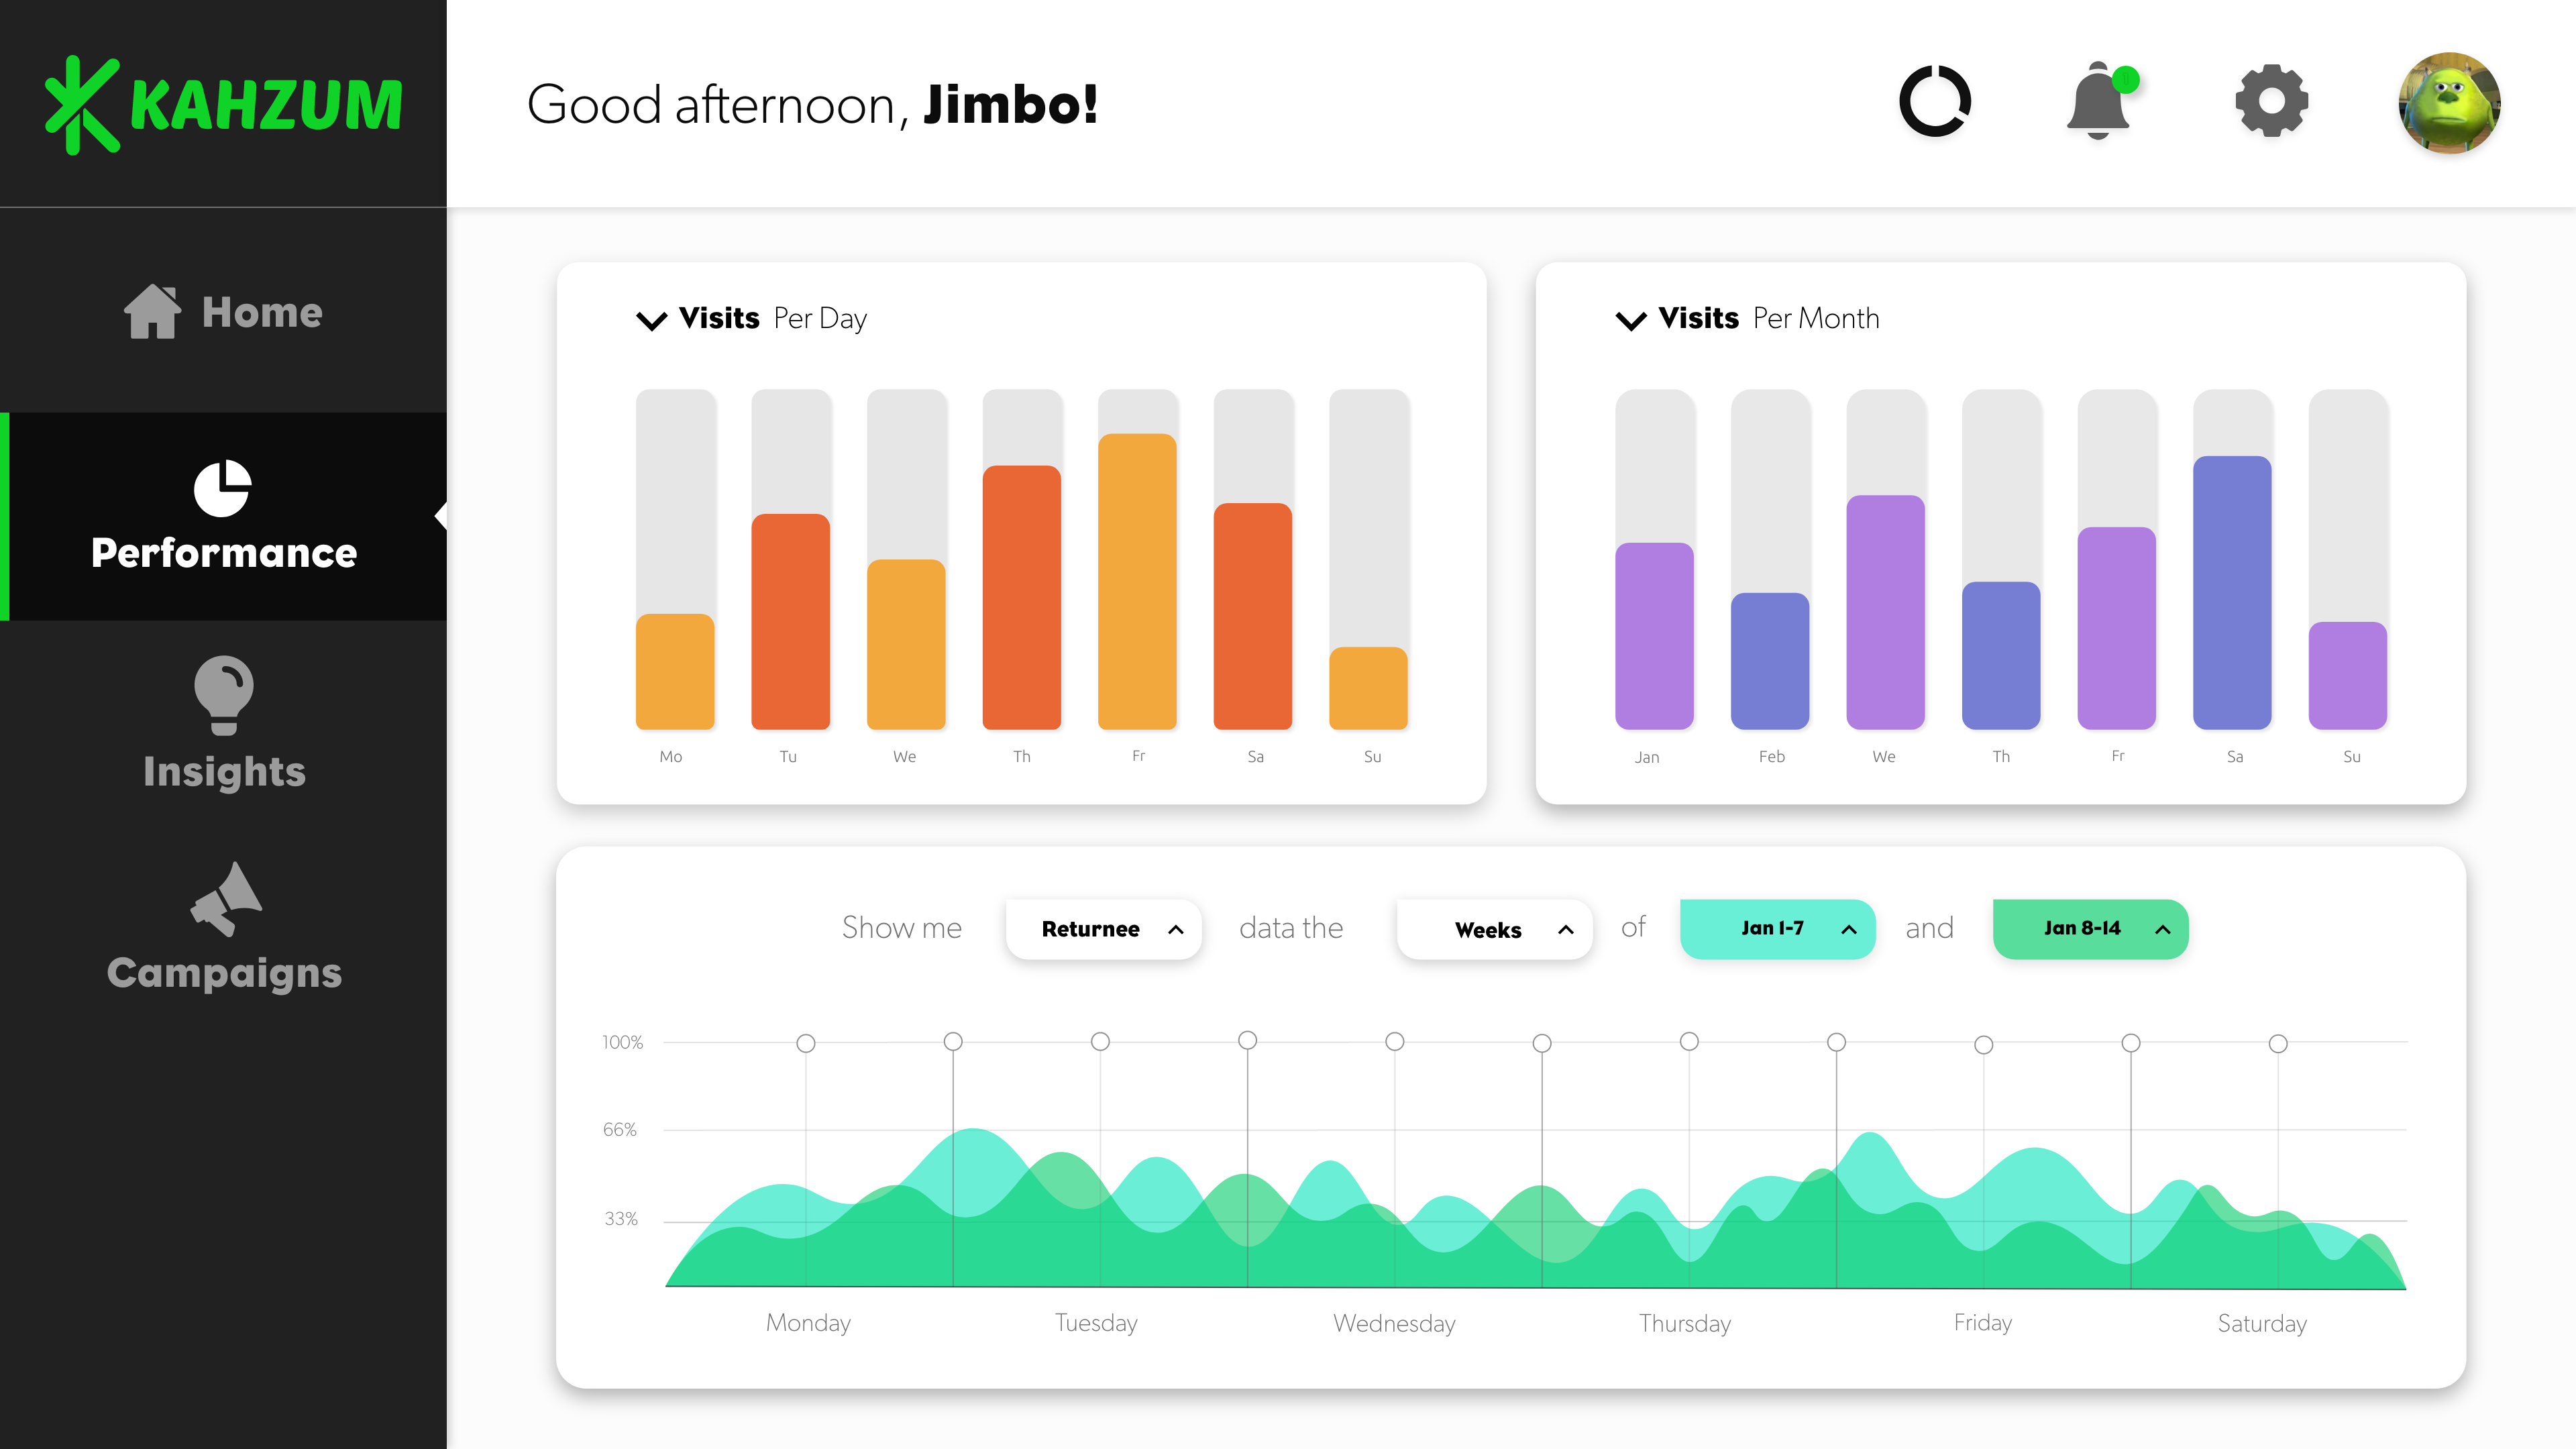 KAHZUM
Good afternoon, Jimbo!
Home
Performance
Insights
Campaigns
Visits Per Day
Mo Tu We Th Fr Sa Su
Visits Per Month
Jan Feb We Th Fr Sa Su
Show me Returnee data the Weeks of Jan 1-7 and Jan 8-14
100%
66%
33%
Monday Tuesday Wednesday Thursday Friday Saturday